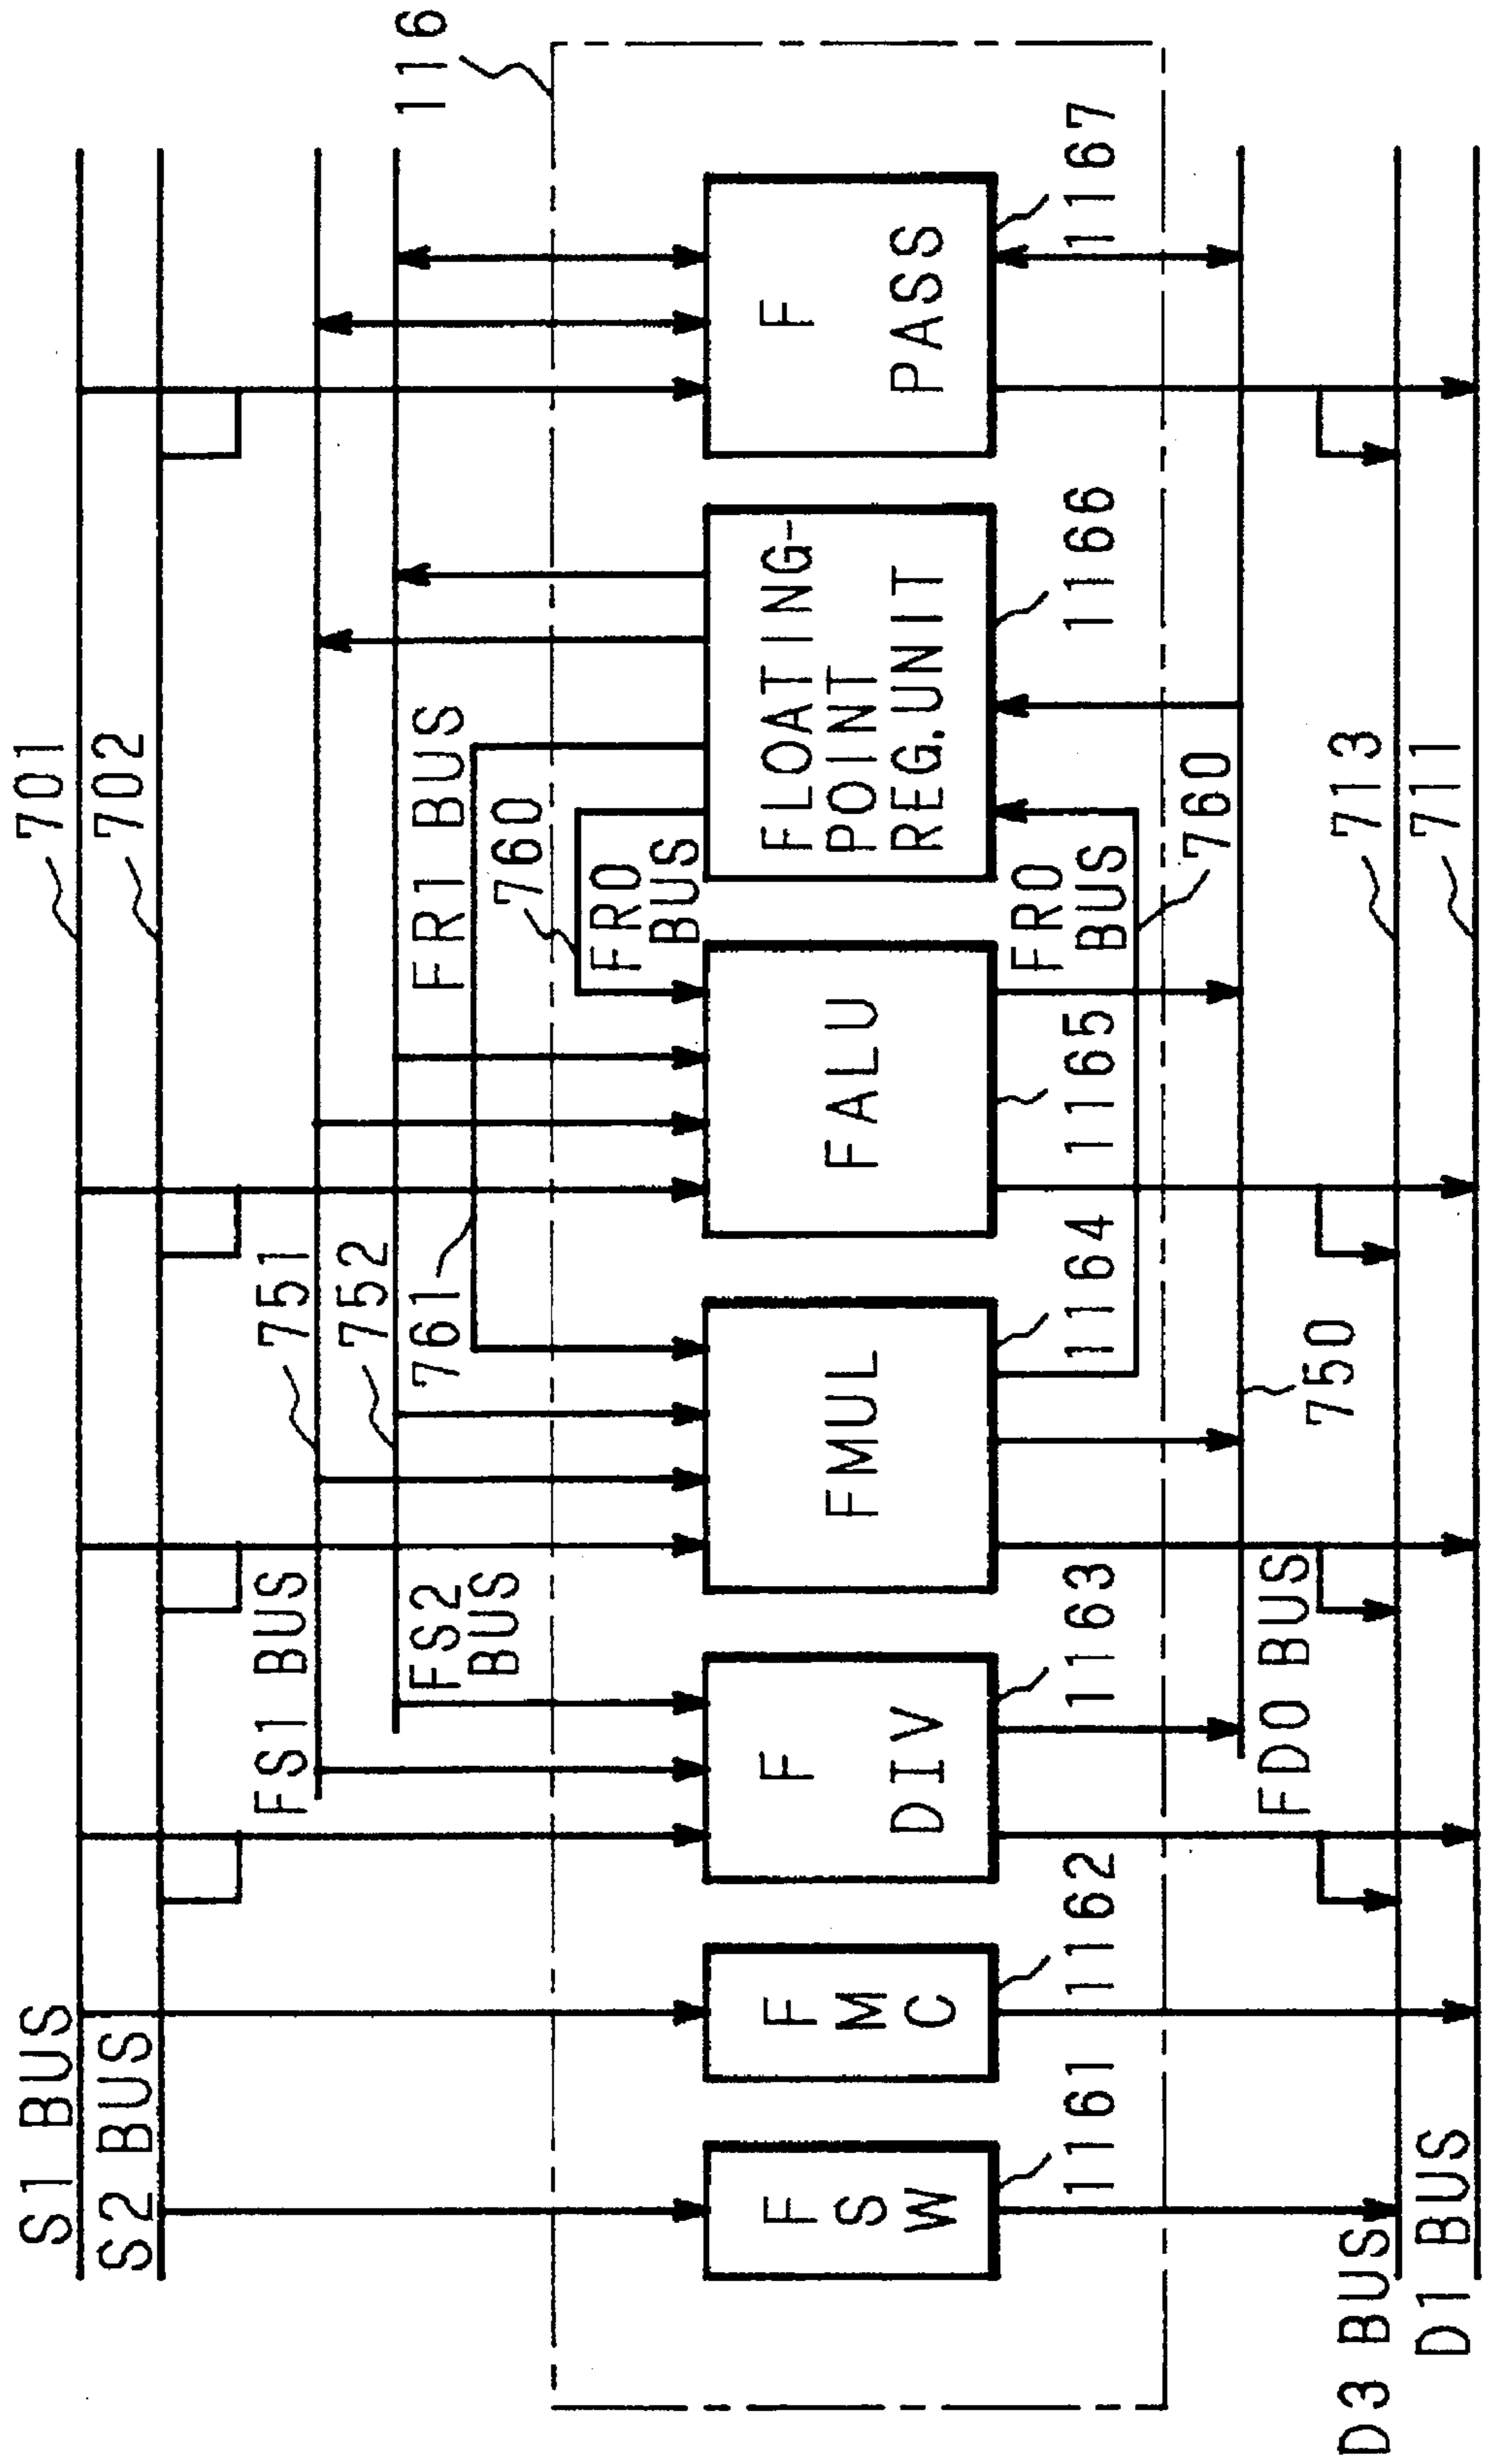 S1 BUS
701
S2 BUS
702
FS1 BUS
751
FS2
BUS
752
761
FR1 BUS
760
FR0
BUS
116
F
S
W
1161
F
M
C
1162
F
DIV
1163
FMUL
1164
FALU
1165
FLOATING-
POINT
REG.UNIT
1166
F
PASS
1167
FR0
BUS
760
FD0 BUS
750
D3 BUS
713
D1 BUS
711